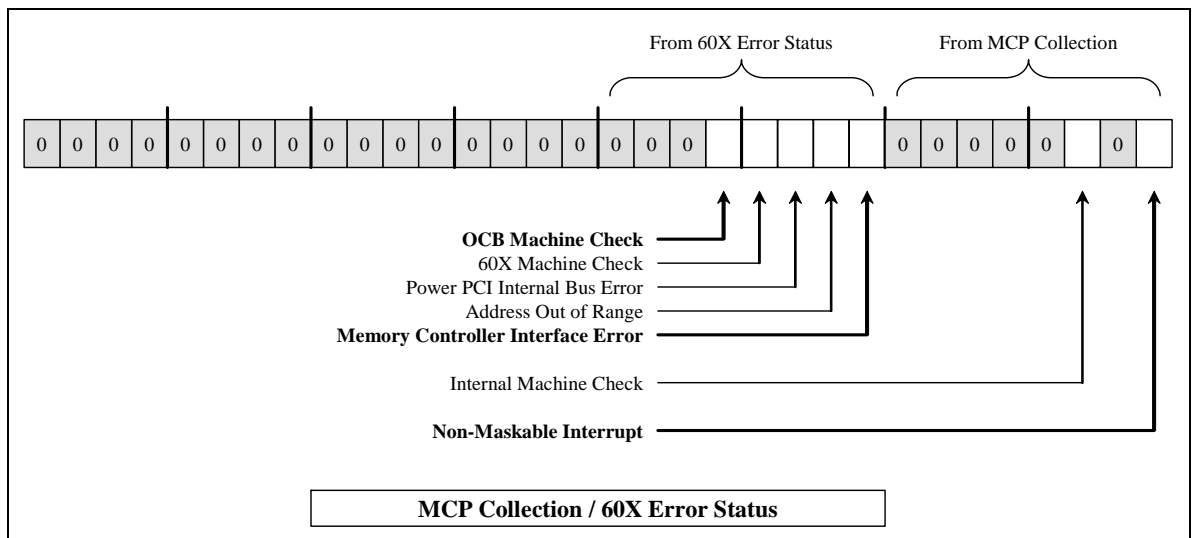 From 60X Error Status From MCP Collection
0 0 0 0 0 0 0 0 0 0 0 0 0 0 0 0 0 0 0 0 0 0 0 0 0
OCB Machine Check
60X Machine Check
Power PCI Internal Bus Error
Address Out of Range
Memory Controller Interface Error
Internal Machine Check
Non-Maskable Interrupt
MCP Collection / 60X Error Status